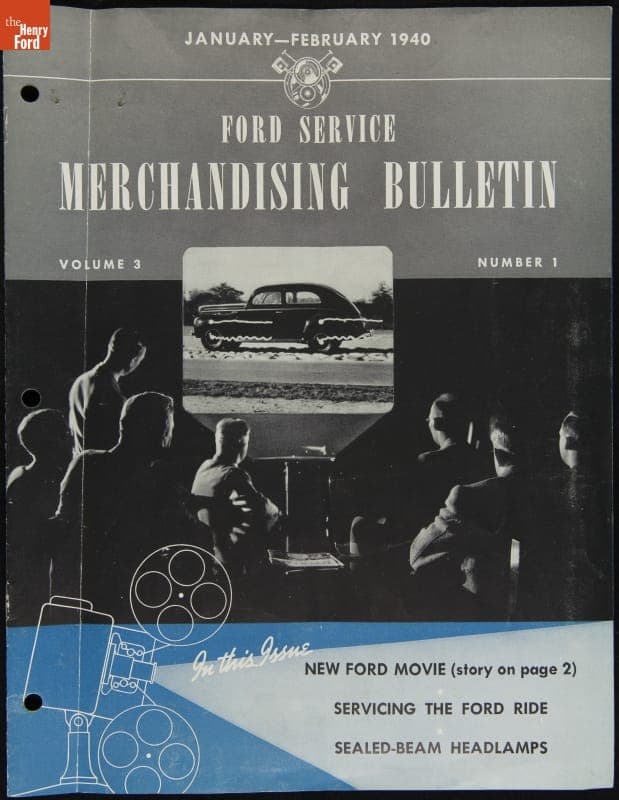 the
Henry
Ford
JANUARY—FEBRUARY 1940
FORD SERVICE
MERCHANDISING BULLETIN
VOLUME 3
NUMBER 1
In this Issue
NEW FORD MOVIE (story on page 2)
SERVICING THE FORD RIDE
SEALED-BEAM HEADLAMPS